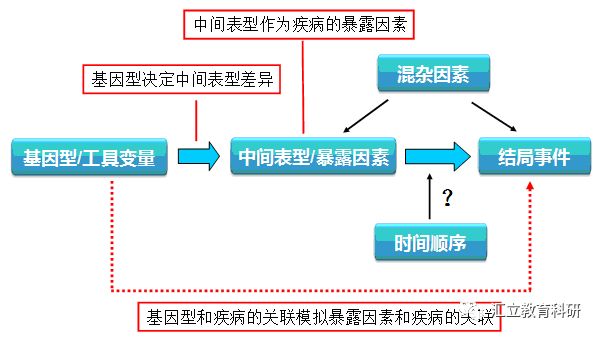 中间表型作为疾病的暴露因素
基因型决定中间表型差异
混杂因素
基因型/工具变量
中间表型/暴露因素
结局事件
?
时间顺序
汇立教育科研
基因型和疾病的关联模拟暴露因素和疾病的关联